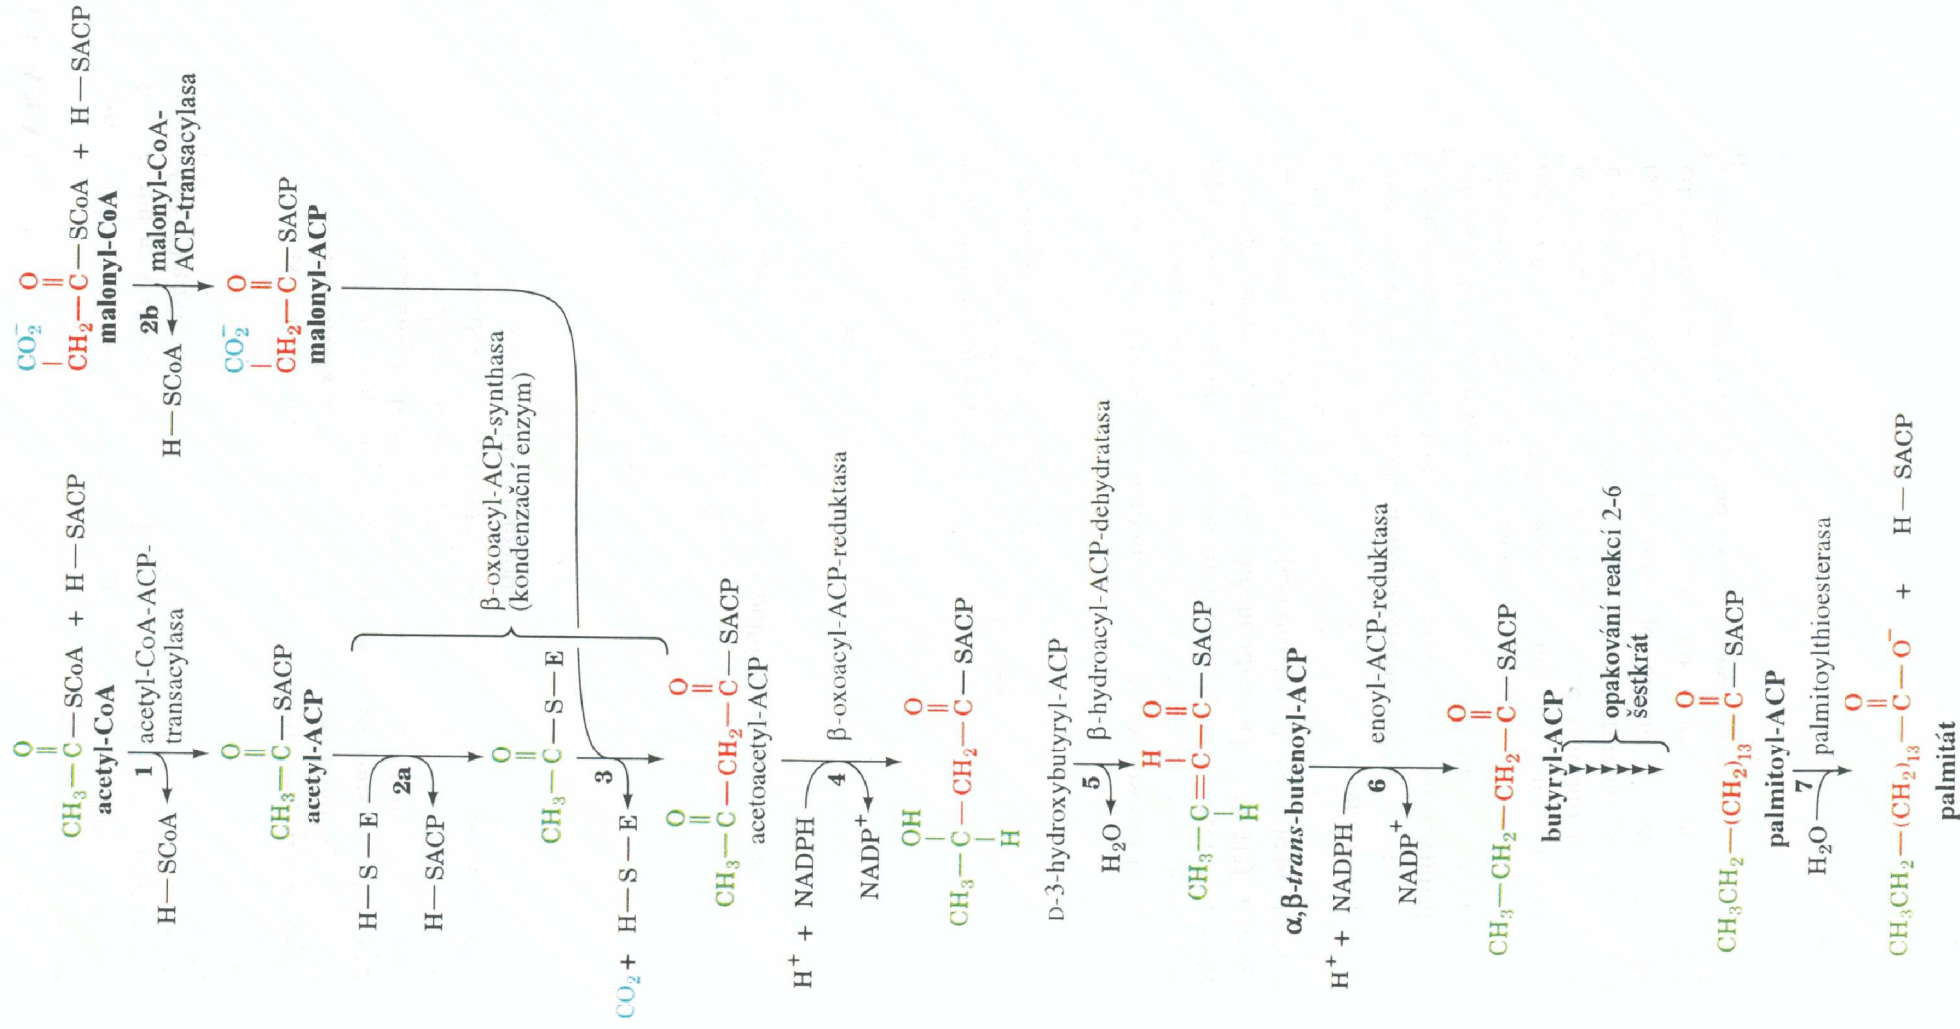 O
CH₃—C—SCoA + H—SACP
acetyl-CoA
CO₂⁻ O
CH₂—C—SCoA + H—SACP
malonyl-CoA
1
acetyl-CoA-ACP-
transacylasa
H—SCoA
2b
malonyl-CoA-
ACP-transacylasa
H—SCoA
O
CH₃—C—SACP
acetyl-ACP
CO₂⁻ O
CH₂—C—SACP
malonyl-ACP
H—S—E
2a
H—SACP
β-oxoacyl-ACP-synthasa
(kondenzační enzym)
O
CH₃—C—S—E
3
CO₂ + H—S—E
O O
CH₃—C—CH₂—C—SACP
acetoacetyl-ACP
H⁺ + NADPH
4
β-oxoacyl-ACP-reduktasa
NADP⁺
OH O
CH₃—C—CH₂—C—SACP
H
D-3-hydroxybutyryl-ACP
5
β-hydroacyl-ACP-dehydratasa
H₂O
H O
CH₃—C=C—C—SACP
H
α,β-trans-butenoyl-ACP
H⁺ + NADPH
6
enoyl-ACP-reduktasa
NADP⁺
O
CH₃—CH₂—CH₂—C—SACP
butyryl-ACP
opakování reakcí 2-6
šestkrát
O
CH₃CH₂—(CH₂)₁₃—C—SACP
palmitoyl-ACP
H₂O
7
palmitoylthioesterasa
O
CH₃CH₂—(CH₂)₁₃—C—O⁻ + H—SACP
palmitát